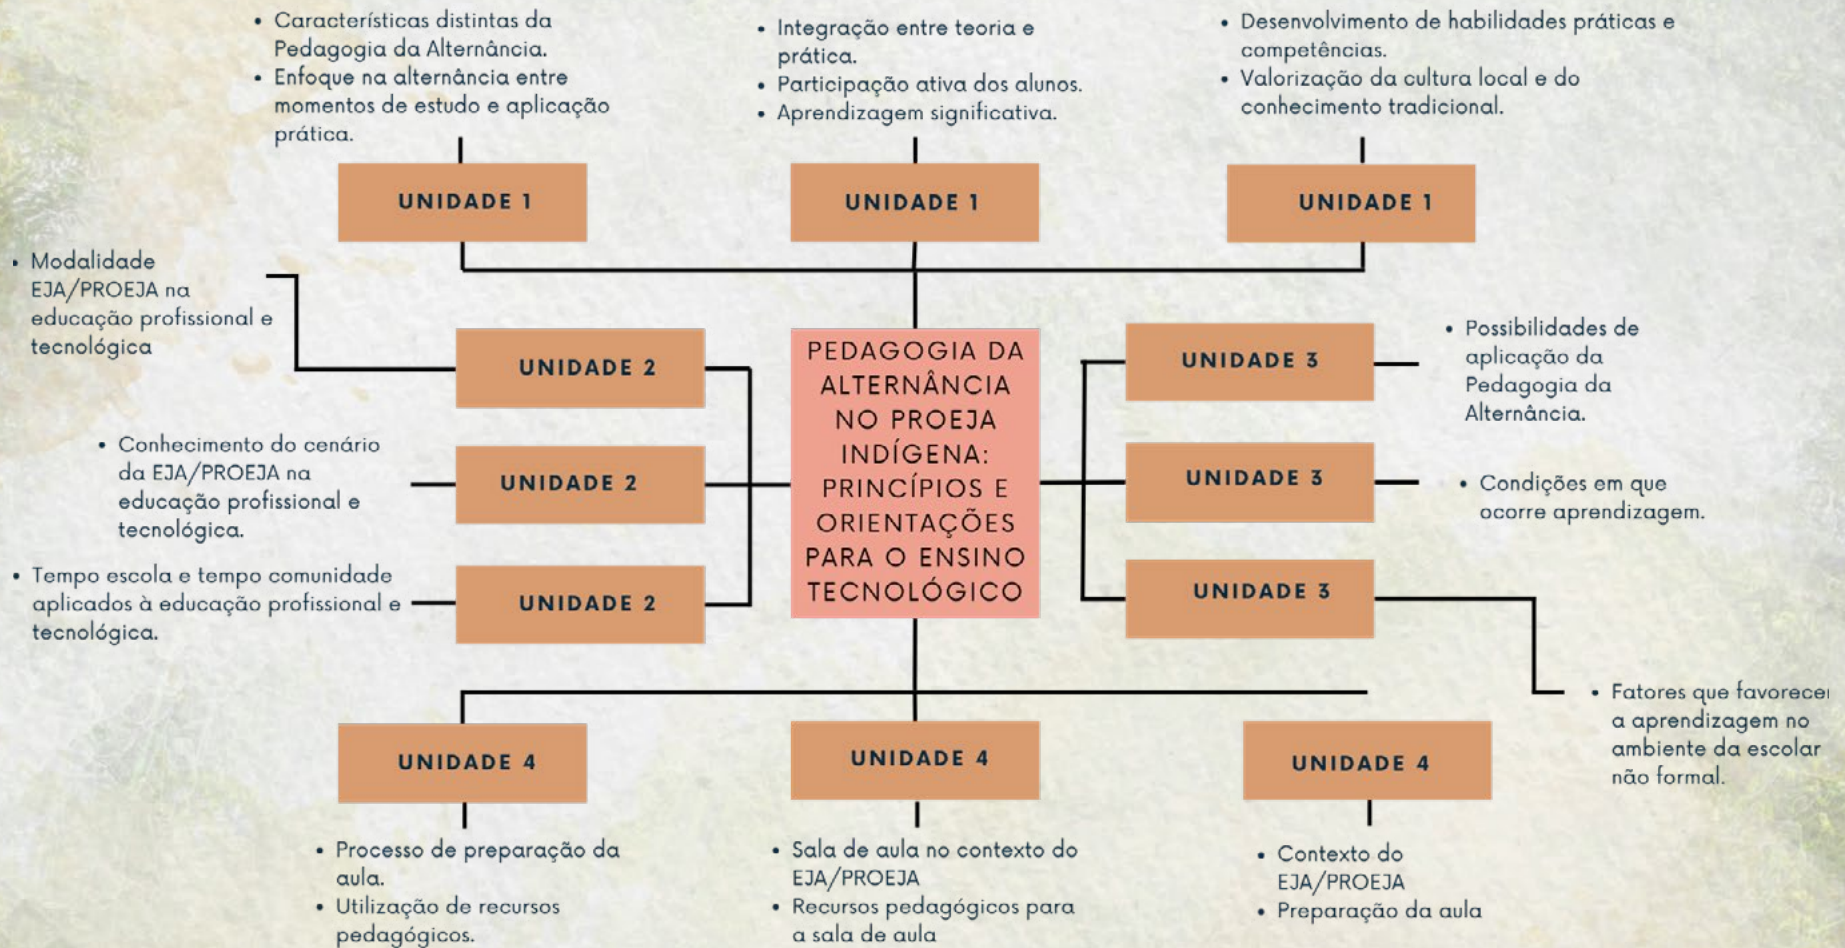 • Características distintas da
Pedagogia da Alternância.
• Enfoque na alternância entre
momentos de estudo e aplicação
prática.
• Integração entre teoria e
prática.
• Participação ativa dos alunos.
• Aprendizagem significativa.
• Desenvolvimento de habilidades práticas e
competências.
• Valorização da cultura local e do
conhecimento tradicional.
UNIDADE 1
UNIDADE 1
UNIDADE 1
• Modalidade
EJA/PROEJA na
educação profissional e
tecnológica
UNIDADE 2
• Conhecimento do cenário
da EJA/PROEJA na
educação profissional e
tecnológica.
UNIDADE 2
• Tempo escola e tempo comunidade
aplicados à educação profissional e
tecnológica.
UNIDADE 2
PEDAGOGIA DA
ALTERNÂNCIA
NO PROEJA
INDÍGENA:
PRINCÍPIOS E
ORIENTAÇÕES
PARA O ENSINO
TECNOLÓGICO
UNIDADE 3
• Possibilidades de
aplicação da
Pedagogia da
Alternância.
UNIDADE 3
• Condições em que
ocorre aprendizagem.
UNIDADE 3
• Fatores que
a aprendizagem no
ambiente da escolar
não formal.
UNIDADE 4
UNIDADE 4
UNIDADE 4
• Processo de preparação da
aula.
• Utilização de recursos
pedagógicos.
• Sala de aula no contexto do
EJA/PROEJA
• Recursos pedagógicos para
a sala de aula
• Contexto do
EJA/PROEJA
• Preparação da aula